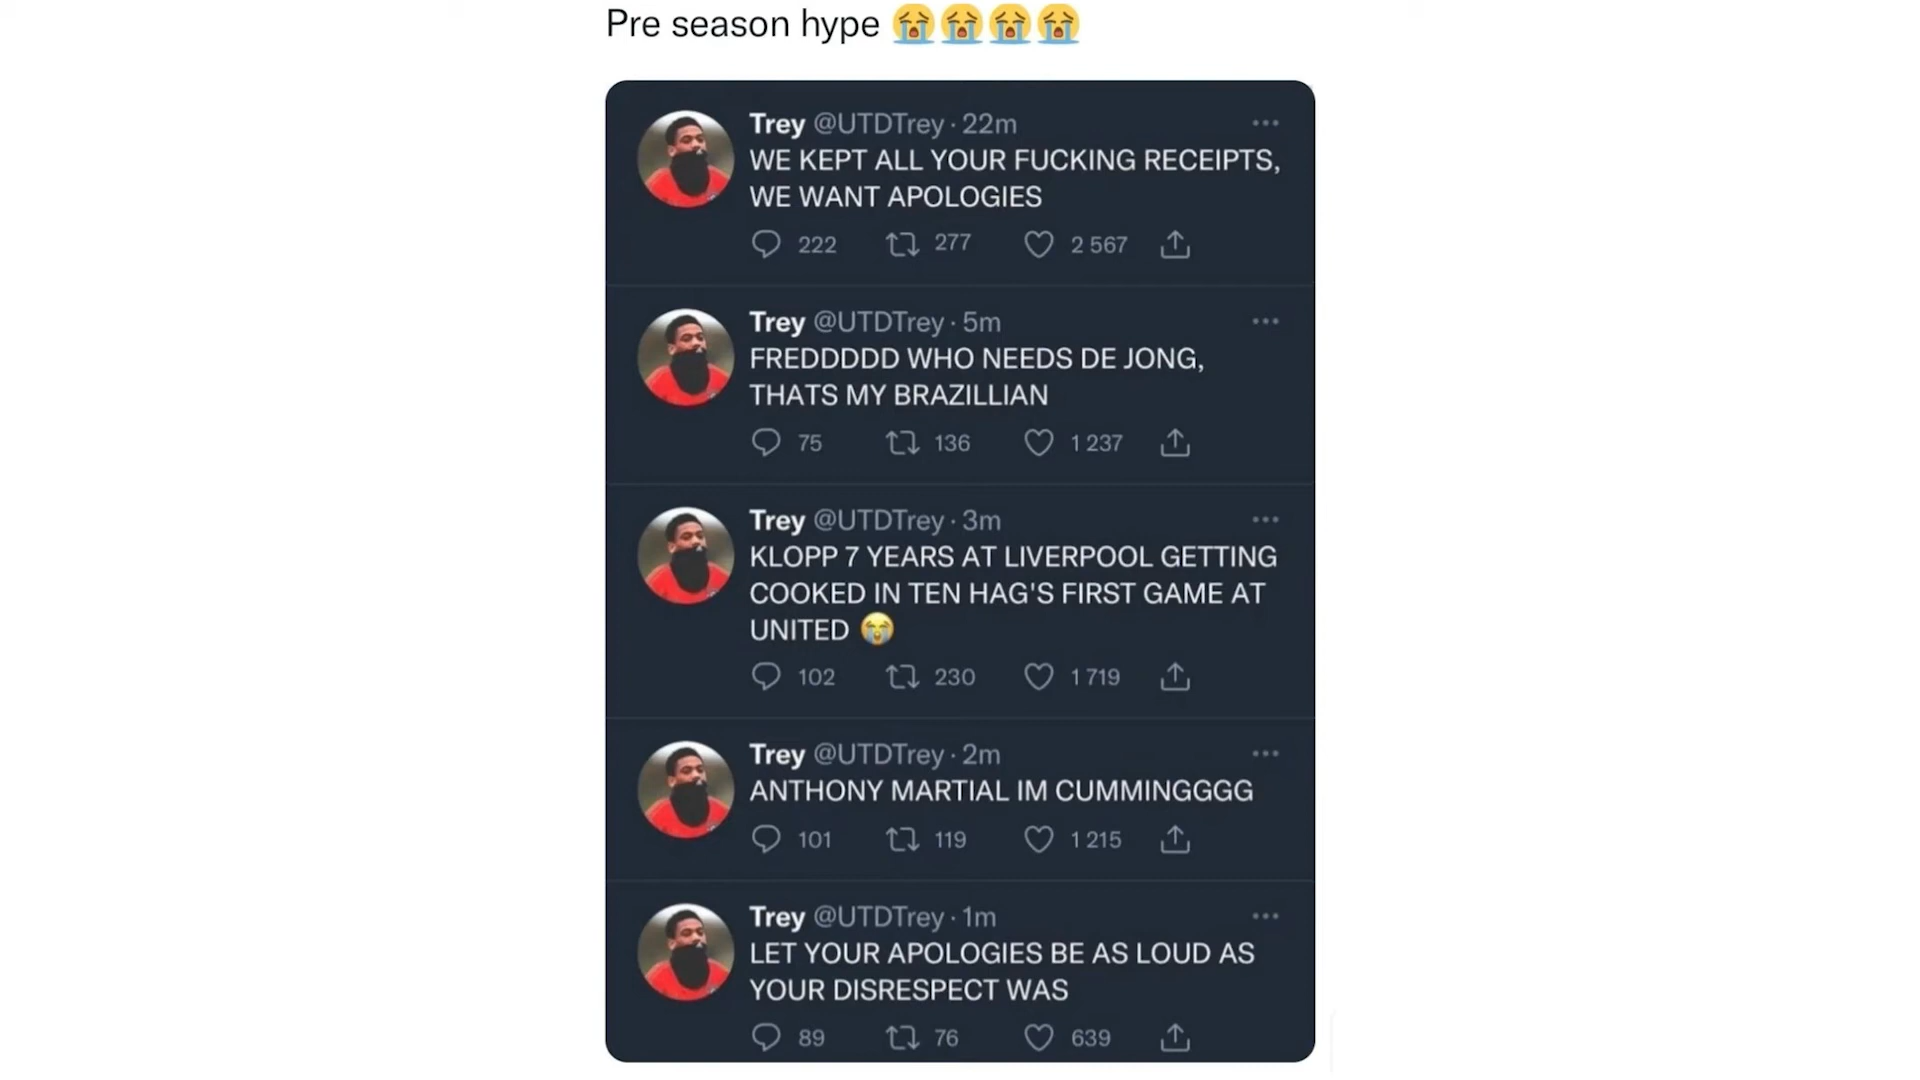 Pre season hype 😭😭😭😭
Trey @UTDTrey · 22m
WE KEPT ALL YOUR FUCKING RECEIPTS,
WE WANT APOLOGIES
222 277 2 567
Trey @UTDTrey · 5m
FREDDDDD WHO NEEDS DE JONG,
THATS MY BRAZILLIAN
75 136 1 237
Trey @UTDTrey · 3m
KLOPP 7 YEARS AT LIVERPOOL GETTING
COOKED IN TEN HAG'S FIRST GAME AT
UNITED 😭
102 230 1 719
Trey @UTDTrey · 2m
ANTHONY MARTIAL IM CUMMINGGGG
101 119 1 215
Trey @UTDTrey · 1m
LET YOUR APOLOGIES BE AS LOUD AS
YOUR DISRESPECT WAS
89 76 639